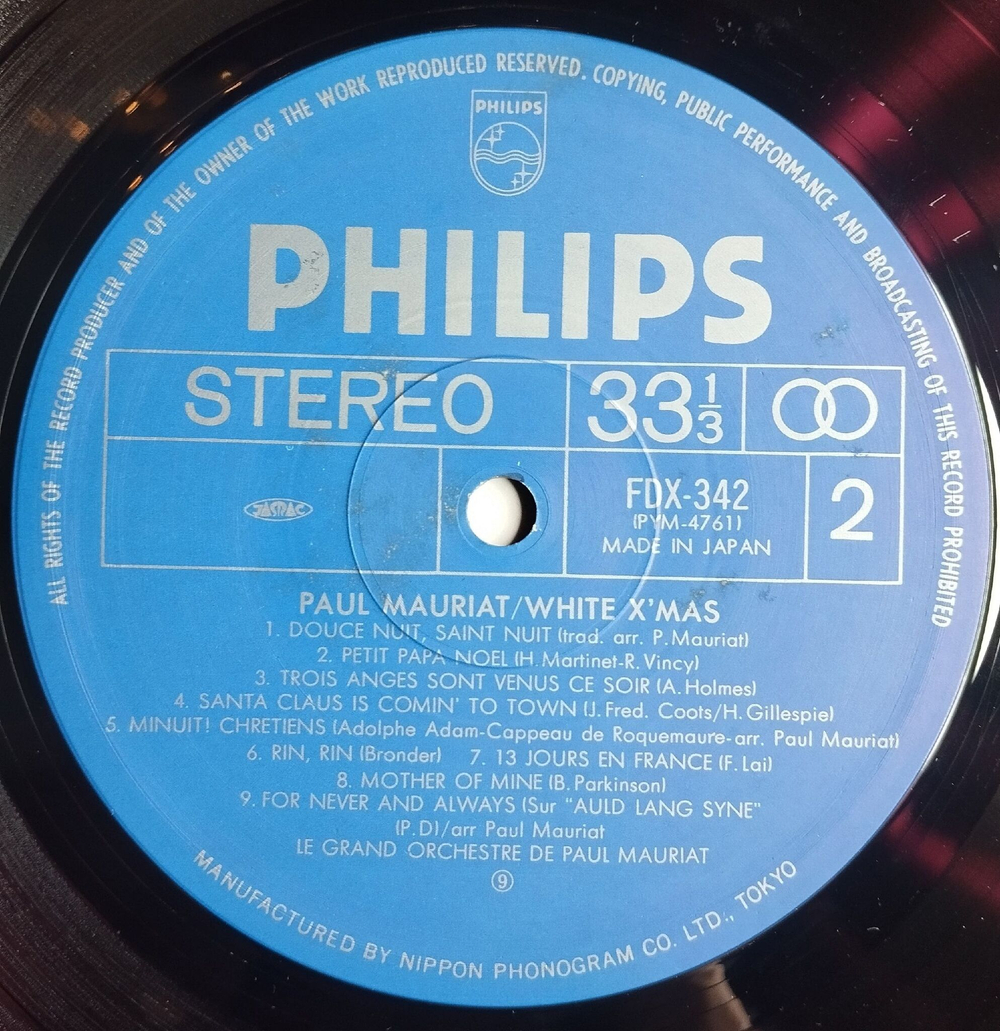 ALL RIGHTS OF THE RECORD PRODUCER AND OF THE OWNER OF THE WORK REPRODUCED RESERVED. COPYING, PUBLIC PERFORMANCE AND BROADCASTING OF THIS RECORD PROHIBITED
PHILIPS
PHILIPS
STEREO 33 1/3
JASRAC
FDX-342
(PYM-4761)
MADE IN JAPAN
2
PAUL MAURIAT/WHITE X'MAS
1. DOUCE NUIT, SAINT NUIT (trad. arr. P. Mauriat)
2. PETIT PAPA NOEL (H. Martinet-R. Vincy)
3. TROIS ANGES SONT VENUS CE SOIR (A. Holmes)
4. SANTA CLAUS IS COMIN' TO TOWN (J. Fred. Coots/H. Gillespie)
5. MINUIT! CHRETIENS (Adolphe Adam-Cappeau de Roquemaure-arr. Paul Mauriat)
6. RIN, RIN (Bronder) 7. 13 JOURS EN FRANCE (F. Lai)
8. MOTHER OF MINE (B. Parkinson)
9. FOR NEVER AND ALWAYS (Sur "AULD LANG SYNE"
(P.D)/arr Paul Mauriat
LE GRAND ORCHESTRE DE PAUL MAURIAT
⑨
MANUFACTURED BY NIPPON PHONOGRAM CO. LTD., TOKYO